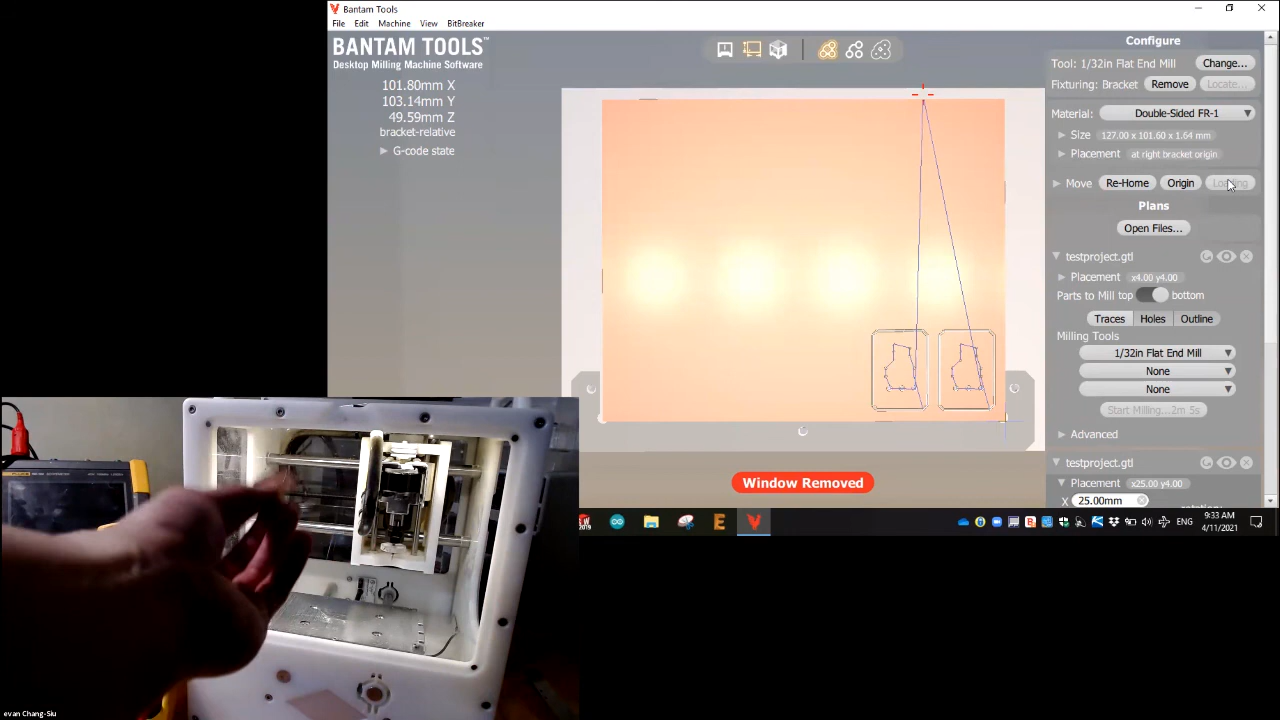 Bantam Tools
File Edit Machine View BitBreaker
BANTAM TOOLS™
Desktop Milling Machine Software
101.80mm X
103.14mm Y
49.59mm Z
bracket-relative
G-code state
Window Removed
Configure
Tool: 1/32in Flat End Mill Change...
Fixturing: Bracket Remove Locate...
Material: Double-Sided FR-1
Size 127.00 x 101.60 x 1.64 mm
Placement at right bracket origin
Move Re-Home Origin Loading
Plans
Open Files...
testproject.gtl
Placement x4.00 y4.00
Parts to Mill top bottom
Traces Holes Outline
Milling Tools
1/32in Flat End Mill
None
None
Start Milling...2m 5s
Advanced
testproject.gtl
Placement x25.00 y4.00
X 25.00mm
ENG
9:33 AM
4/11/2021
evan Chang-Siu